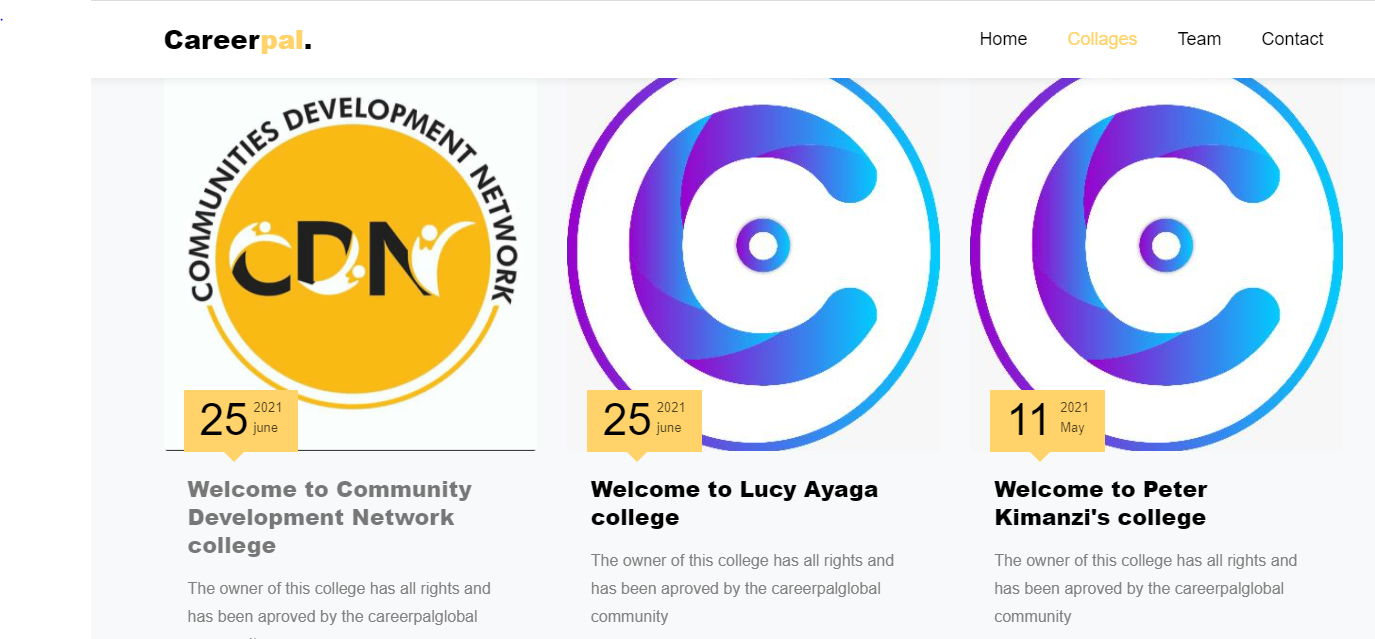 Careerpal.
Home Collages Team Contact
COMMUNITIES DEVELOPMENT NETWORK
CDN
25 2021 june
25 2021 june
11 2021 May
Welcome to Community
Development Network
college
The owner of this college has all rights and
has been aproved by the careerpalglobal
Welcome to Lucy Ayaga
college
The owner of this college has all rights and
has been aproved by the careerpalglobal
community
Welcome to Peter
Kimanzi's college
The owner of this college has all rights and
has been aproved by the careerpalglobal
community